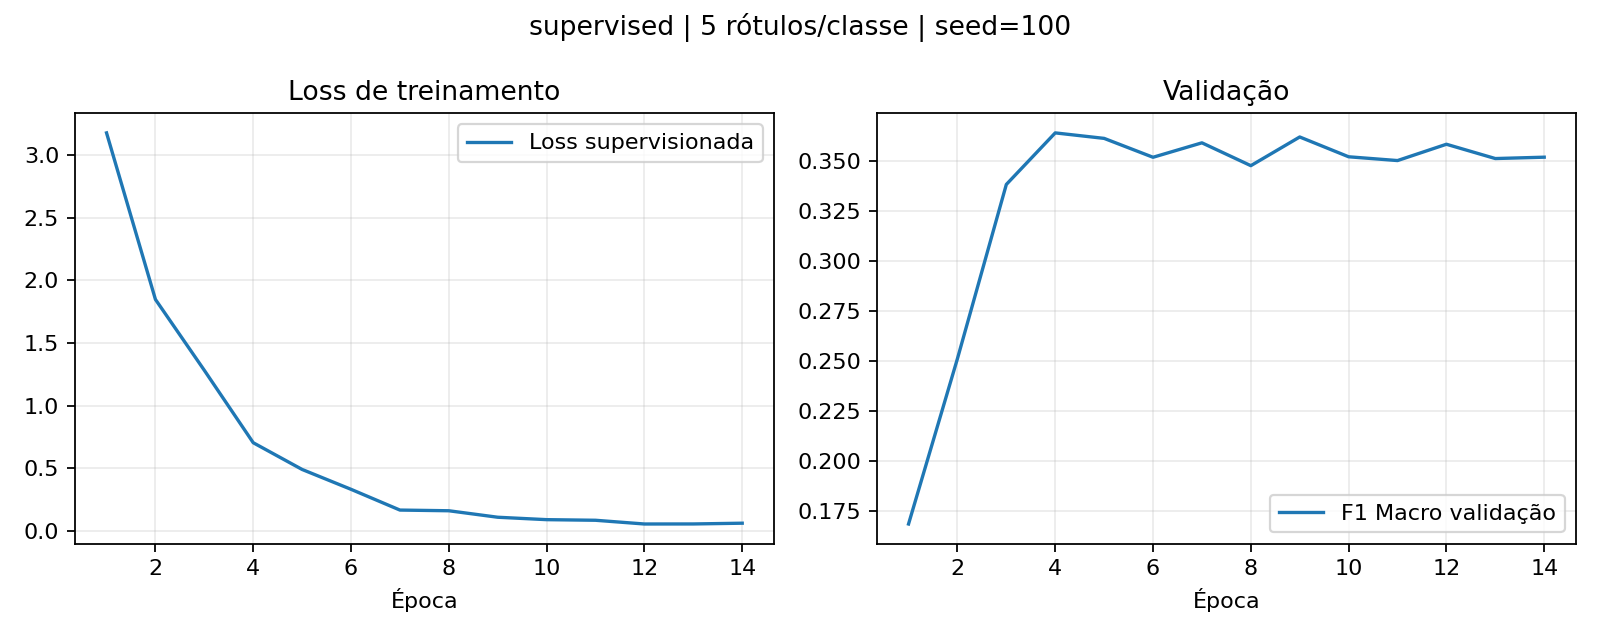 supervised | 5 rótulos/classe | seed=100
Loss de treinamento
Loss supervisionada
3.0
2.5
2.0
1.5
1.0
0.5
0.0
2 4 6 8 10 12 14
Época
Validação
0.350
0.325
0.300
0.275
0.250
0.225
0.200
0.175
F1 Macro validação
2 4 6 8 10 12 14
Época